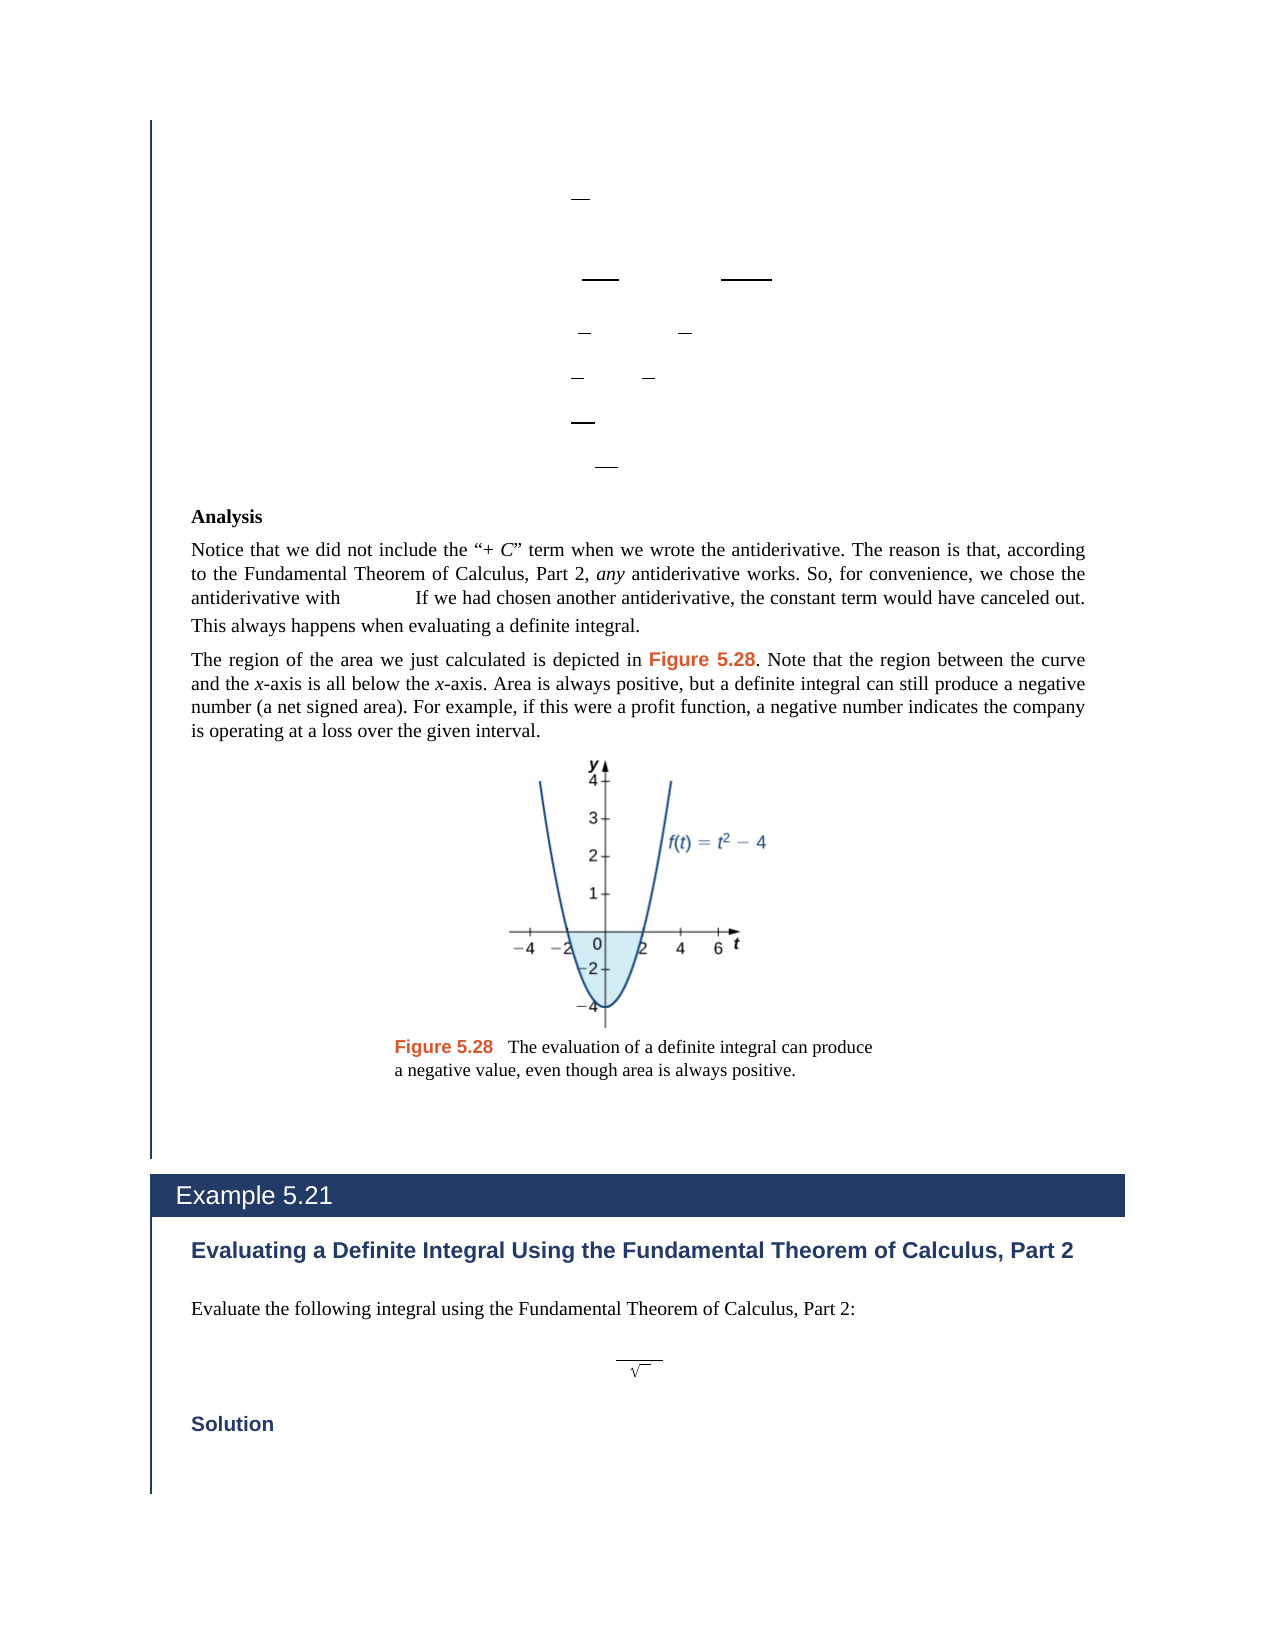 Analysis
Notice that we did not include the “+ C” term when we wrote the antiderivative. The reason is that, according
to the Fundamental Theorem of Calculus, Part 2, any antiderivative works. So, for convenience, we chose the
antiderivative with If we had chosen another antiderivative, the constant term would have canceled out.
This always happens when evaluating a definite integral.
The region of the area we just calculated is depicted in Figure 5.28. Note that the region between the curve
and the x-axis is all below the x-axis. Area is always positive, but a definite integral can still produce a negative
number (a net signed area). For example, if this were a profit function, a negative number indicates the company
is operating at a loss over the given interval.
y
4
3
f(t) = t² − 4
2
1
−4 −2 0 2 4 6 t
−2
−4
Figure 5.28 The evaluation of a definite integral can produce
a negative value, even though area is always positive.
Example 5.21
Evaluating a Definite Integral Using the Fundamental Theorem of Calculus, Part 2
Evaluate the following integral using the Fundamental Theorem of Calculus, Part 2:
√
Solution